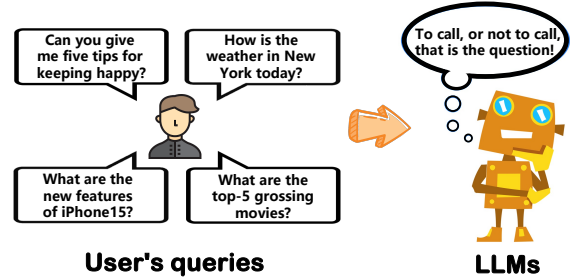 Can you give
me five tips for
keeping happy?
How is the
weather in New
York today?
To call, or not to call,
that is the question!
What are the
new features
of iPhone15?
What are the
top-5 grossing
movies?
User's queries
LLMs